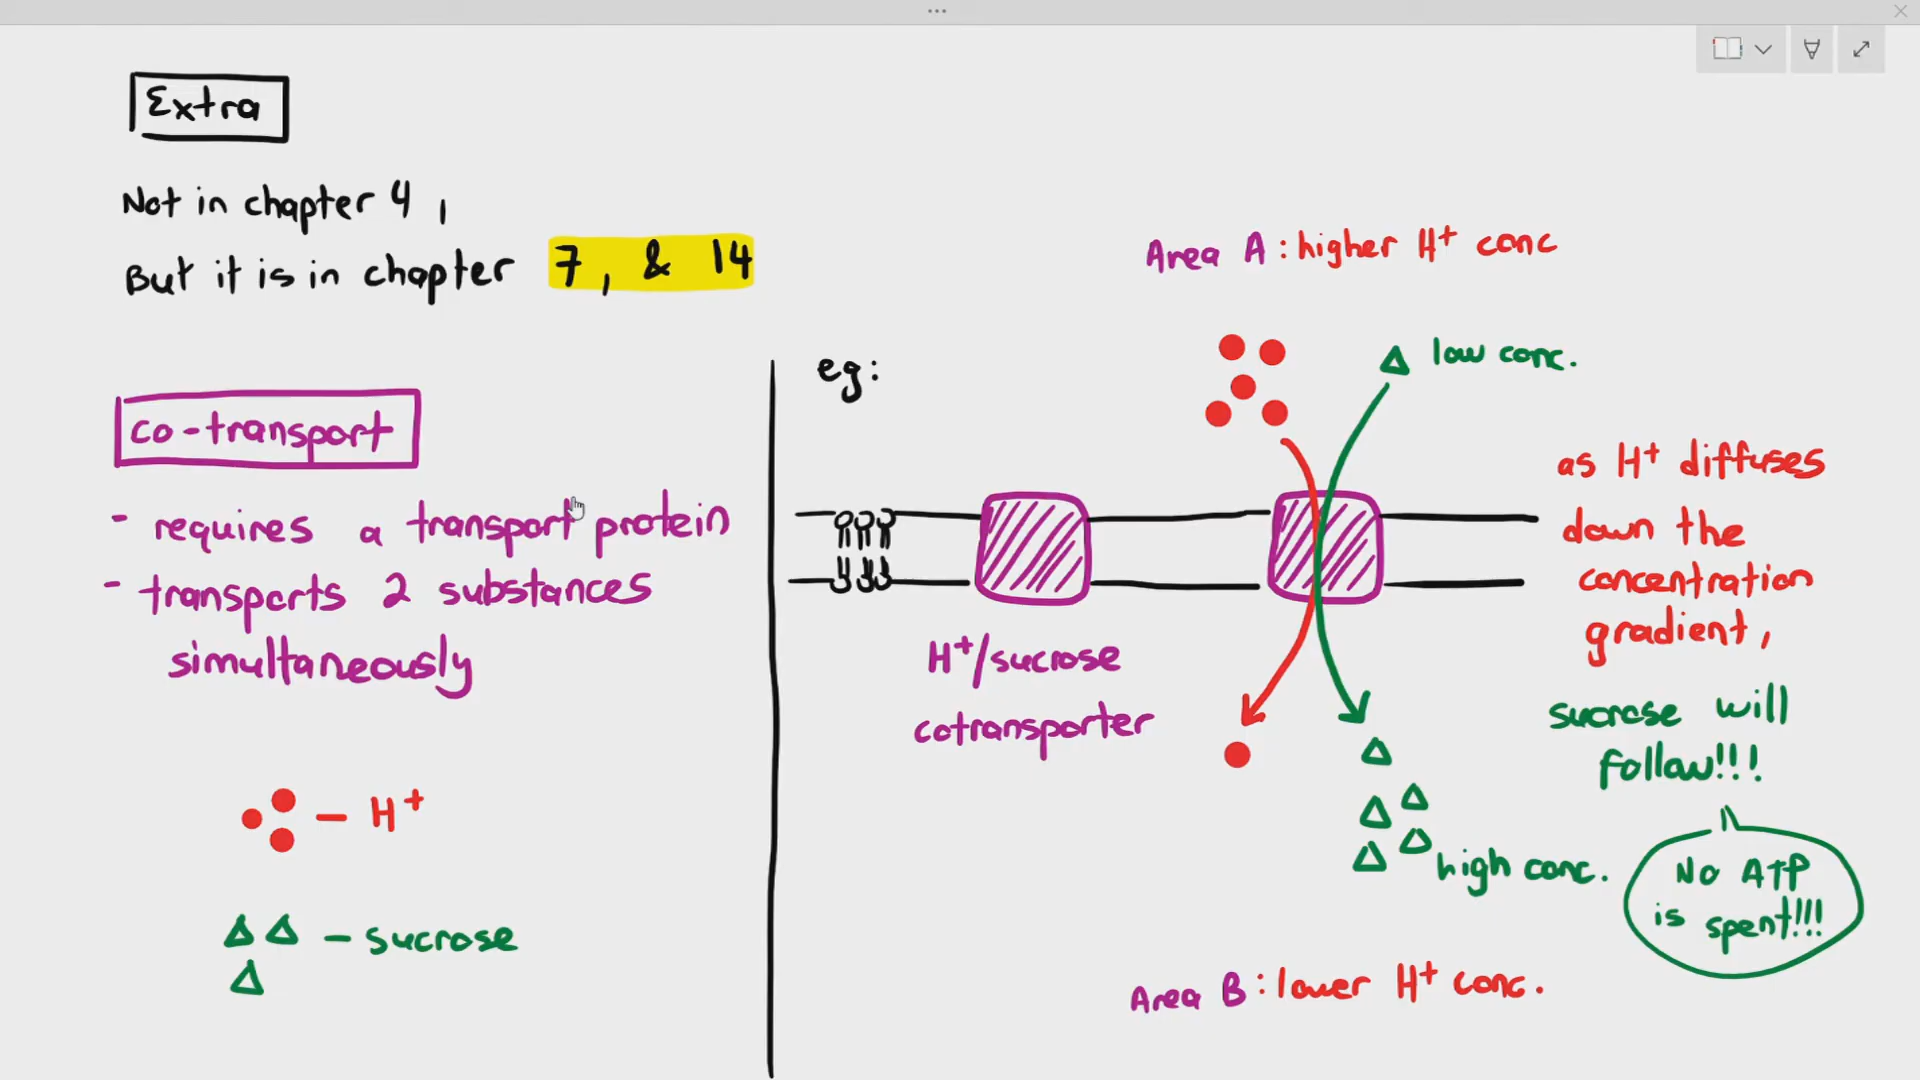 Extra
Not in chapter 4,
But it is in chapter 7, & 14
co-transport
- requires a transport protein
- transports 2 substances
simultaneously
— H+
— sucrose
eg:
Area A : higher H+ conc
low conc.
H+/sucrose
cotransporter
as H+ diffuses
down the
concentration
gradient,
sucrose will
follow!!!
No ATP
is spent!!!
high conc.
Area B : lower H+ conc.